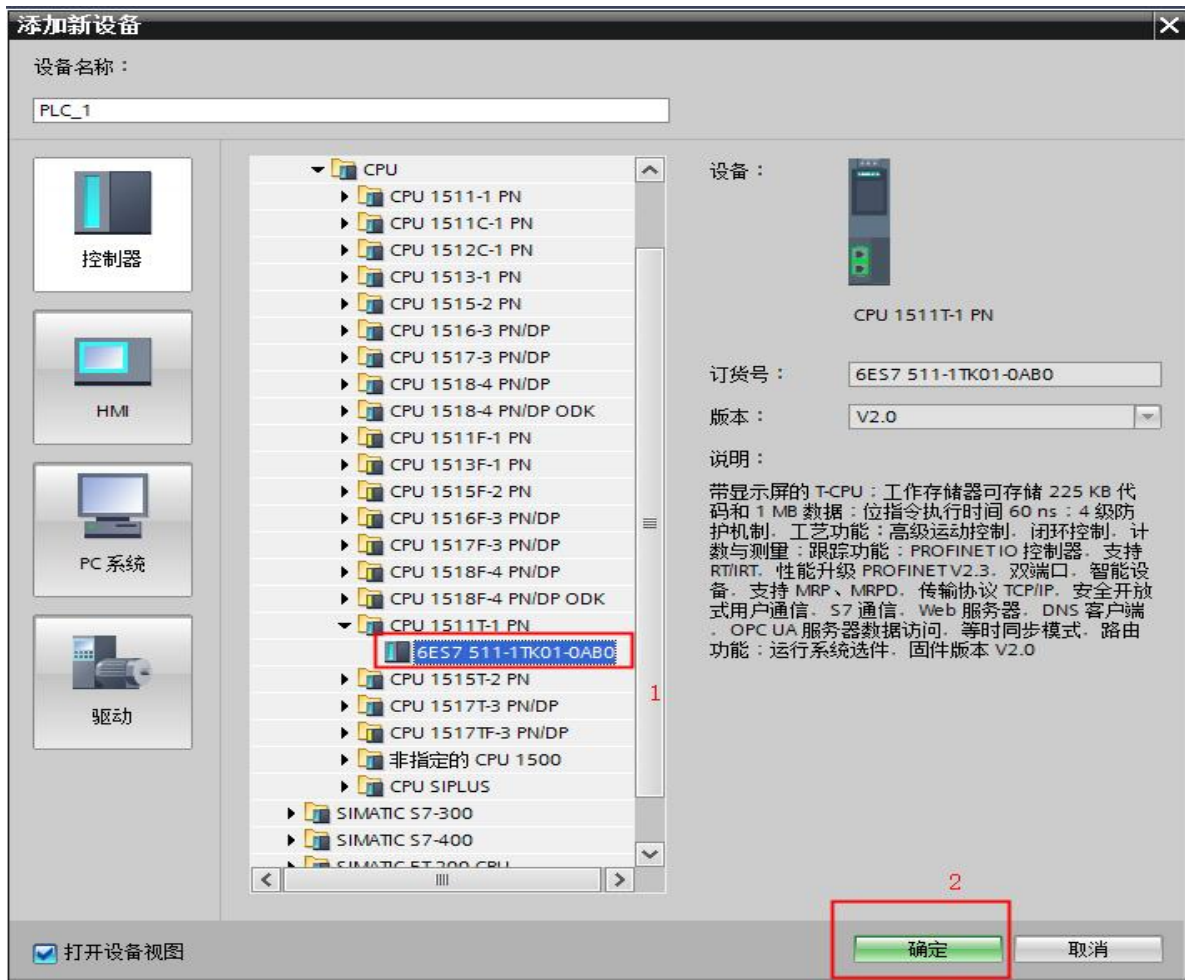 添加新设备
设备名称：
PLC_1
控制器
HMI
PC 系统
驱动
CPU
CPU 1511-1 PN
CPU 1511C-1 PN
CPU 1512C-1 PN
CPU 1513-1 PN
CPU 1515-2 PN
CPU 1516-3 PN/DP
CPU 1517-3 PN/DP
CPU 1518-4 PN/DP
CPU 1518-4 PN/DP ODK
CPU 1511F-1 PN
CPU 1513F-1 PN
CPU 1515F-2 PN
CPU 1516F-3 PN/DP
CPU 1517F-3 PN/DP
CPU 1518F-4 PN/DP
CPU 1518F-4 PN/DP ODK
CPU 1511T-1 PN
6ES7 511-1TK01-0AB0
CPU 1515T-2 PN
1
CPU 1517T-3 PN/DP
CPU 1517TF-3 PN/DP
非指定的 CPU 1500
CPU SIPLUS
SIMATIC S7-300
SIMATIC S7-400
SIMATIC ET 200 CPU
设备：
CPU 1511T-1 PN
订货号： 6ES7 511-1TK01-0AB0
版本： V2.0
说明：
带显示屏的 T-CPU：工作存储器可存储 225 KB 代
码和 1 MB 数据：位指令执行时间 60 ns：4 级防
护机制．工艺功能：高级运动控制．闭环控制．计
数与测量：跟踪功能：PROFINET IO 控制器．支持
RT/IRT．性能升级 PROFINET V2.3．双端口．智能设
备．支持 MRP、MRPD．传输协议 TCP/IP．安全开放
式用户通信．S7 通信．Web 服务器．DNS 客户端
．OPC UA 服务器数据访问．等时同步模式．路由
功能：运行系统选件．固件版本 V2.0
2
打开设备视图
确定
取消